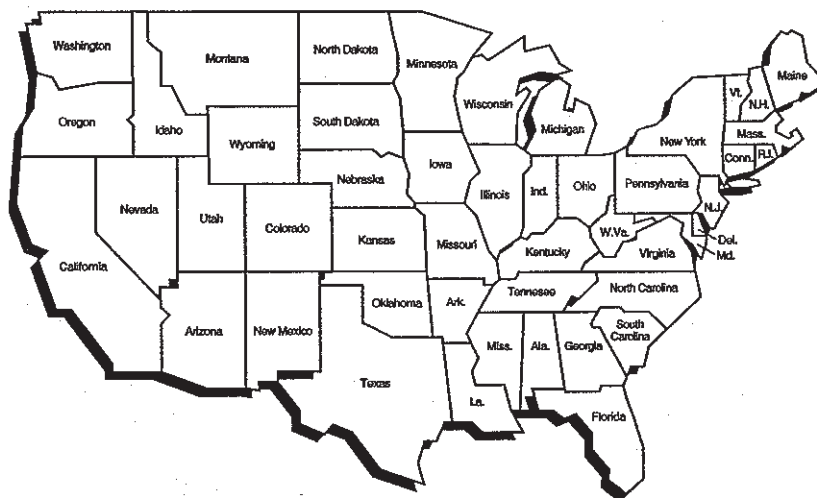 Washington
Montana
North Dakota
Minnesota
Maine
Vt.
N.H.
Wisconsin
Oregon
Idaho
South Dakota
Michigan
New York
Mass.
Wyoming
Conn.
R.I.
Iowa
Nebraska
Illinois
Ind.
Ohio
Pennsylvania
Nevada
Utah
Colorado
N.J.
W.Va.
Del.
Kansas
Missouri
Kentucky
Virginia
Md.
California
Oklahoma
Ark.
Tennesee
North Carolina
Arizona
New Mexico
South
Carolina
Miss.
Ala.
Georgia
Texas
La.
Florida